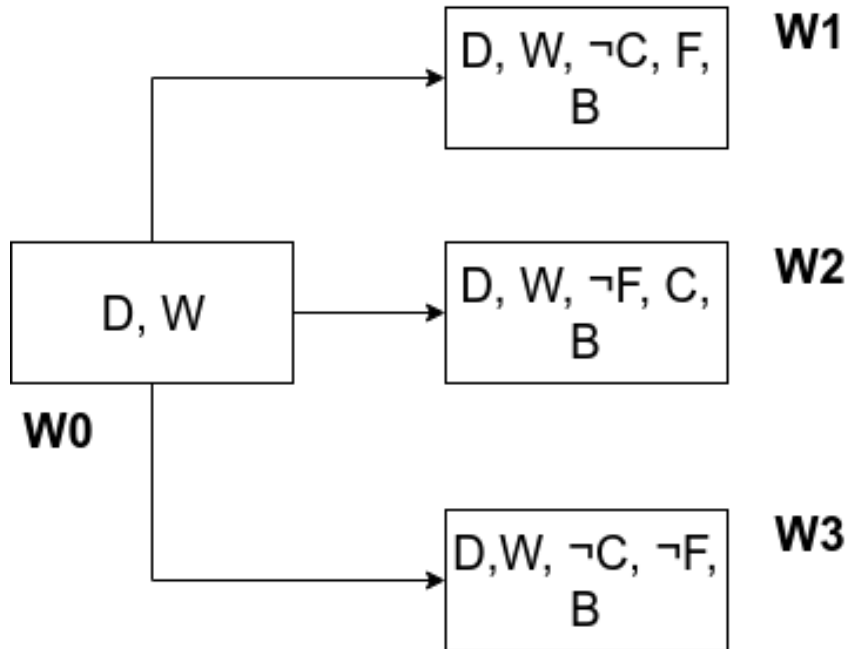 D, W, ¬C, F,
B
W1
D, W
W0
D, W, ¬F, C,
B
W2
D,W, ¬C, ¬F,
B
W3